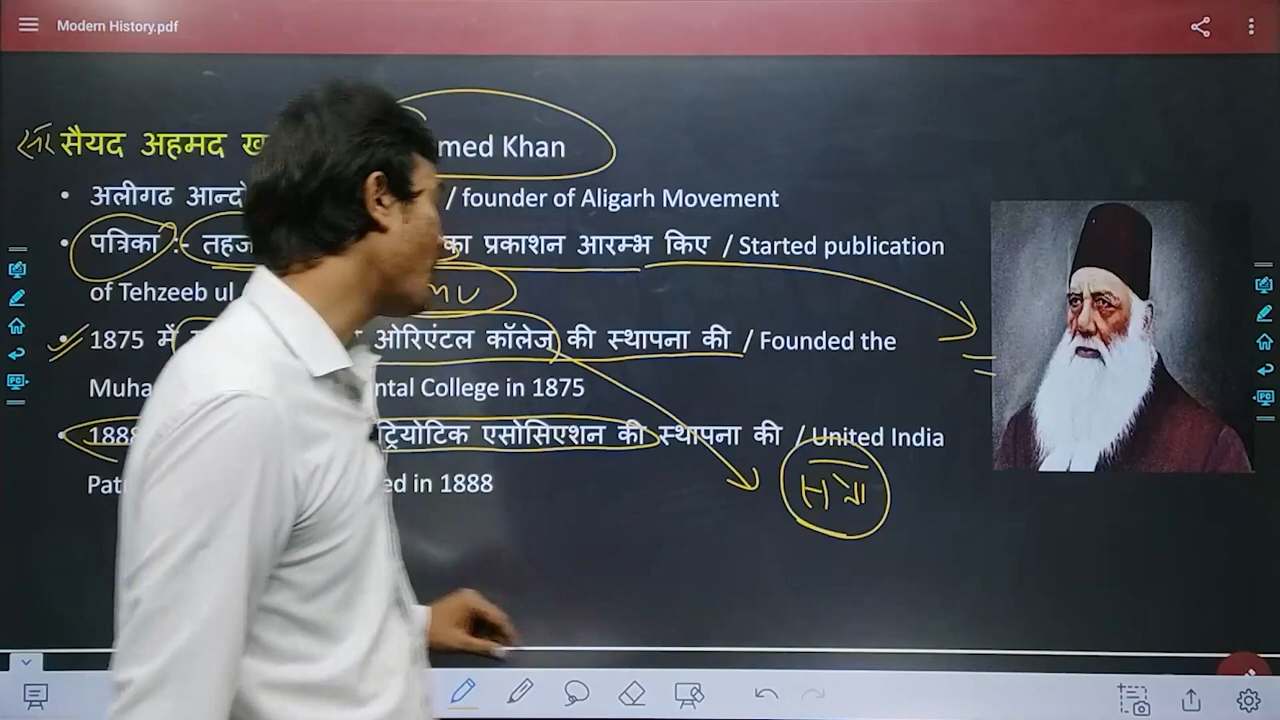 Modern History.pdf
सर सैयद अहमद ख med Khan
• अलीगढ आन्दो / founder of Aligarh Movement
• पत्रिका :- तहज का प्रकाशन आरम्भ किए / Started publication
of Tehzeeb ul MU
• 1875 में ओरिएंटल कॉलेज की स्थापना की / Founded the
Muha ntal College in 1875
• 1888 ट्रियोटिक एसोसिएशन की स्थापना की / United India
Pat ed in 1888